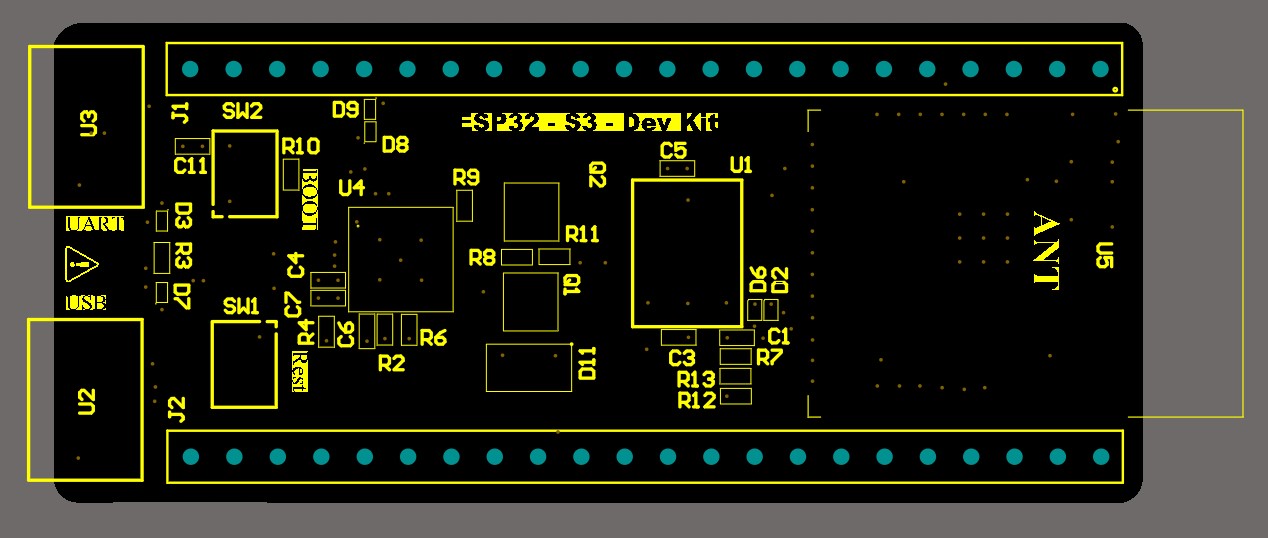 U3
J1
SW2
D9
ESP32 - S3 - Dev Kit
D8
C11
R10
BOOT
U4
R9
Q2
C5
U1
UART
D3
R3
D7
USB
C4
C7
R8
R11
Q1
D6
D2
ANT
U5
SW1
R4
C6
R2
R6
D11
C3
C1
R7
R13
R12
Rest
U2
J2